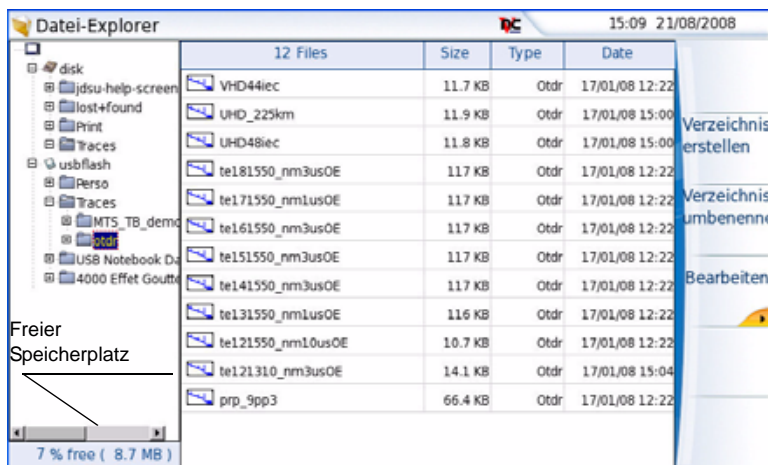 Datei-Explorer
DC
15:09 21/08/2008
disk
jdsu-help-screen
lost+found
Print
Traces
usbflash
Perso
Traces
MTS_TB_demo
otdr
USB Notebook Da
4000 Effet Goutte
Freier
Speicherplatz
7 % free ( 8.7 MB )
12 Files Size Type Date
VHD44iec 11.7 KB Otdr 17/01/08 12:22
UHD_225km 11.9 KB Otdr 17/01/08 15:00
UHD48iec 11.8 KB Otdr 17/01/08 15:00
te181550_nm3usOE 117 KB Otdr 17/01/08 12:22
te171550_nm1usOE 117 KB Otdr 17/01/08 12:22
te161550_nm3usOE 117 KB Otdr 17/01/08 12:22
te151550_nm3usOE 117 KB Otdr 17/01/08 12:22
te141550_nm3usOE 117 KB Otdr 17/01/08 12:22
te131550_nm1usOE 116 KB Otdr 17/01/08 12:22
te121550_nm10usOE 10.7 KB Otdr 17/01/08 12:22
te121310_nm3usOE 14.1 KB Otdr 17/01/08 15:04
prp_9pp3 66.4 KB Otdr 17/01/08 12:22
Verzeichnis
erstellen
Verzeichnis
umbenenne
Bearbeiten